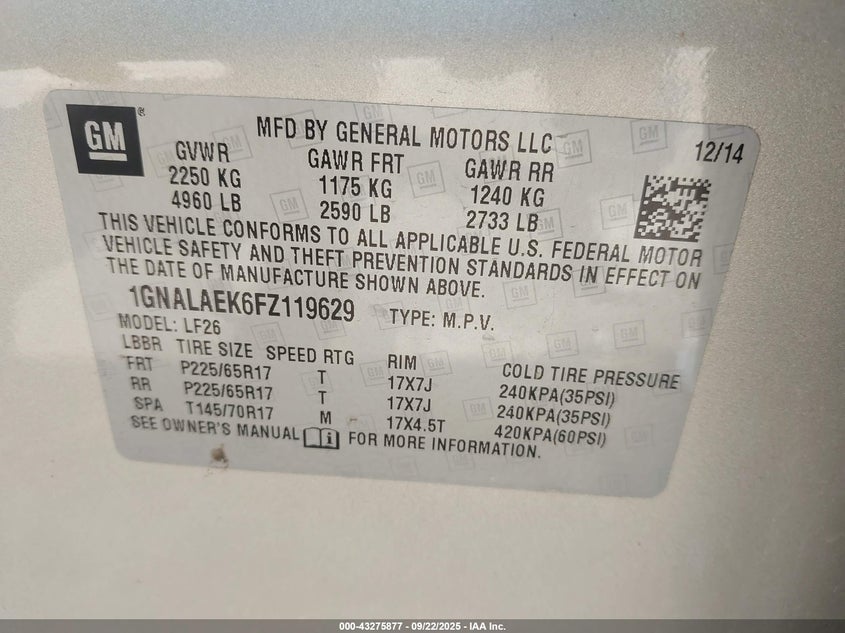 GM ®
MFD BY GENERAL MOTORS LLC
12/14
GVWR GAWR FRT GAWR RR
2250 KG 1175 KG 1240 KG
4960 LB 2590 LB 2733 LB
THIS VEHICLE CONFORMS TO ALL APPLICABLE U.S. FEDERAL MOTOR
VEHICLE SAFETY AND THEFT PREVENTION STANDARDS IN EFFECT ON
THE DATE OF MANUFACTURE SHOWN ABOVE.
1GNALAEK6FZ119629 TYPE: M.P.V.
MODEL: LF26
LBBR TIRE SIZE SPEED RTG RIM COLD TIRE PRESSURE
FRT P225/65R17 T 17X7J 240KPA(35PSI)
RR P225/65R17 T 17X7J 240KPA(35PSI)
SPA T145/70R17 M 17X4.5T 420KPA(60PSI)
SEE OWNER'S MANUAL FOR MORE INFORMATION.
000-43275877 - 09/22/2025 - IAA Inc.